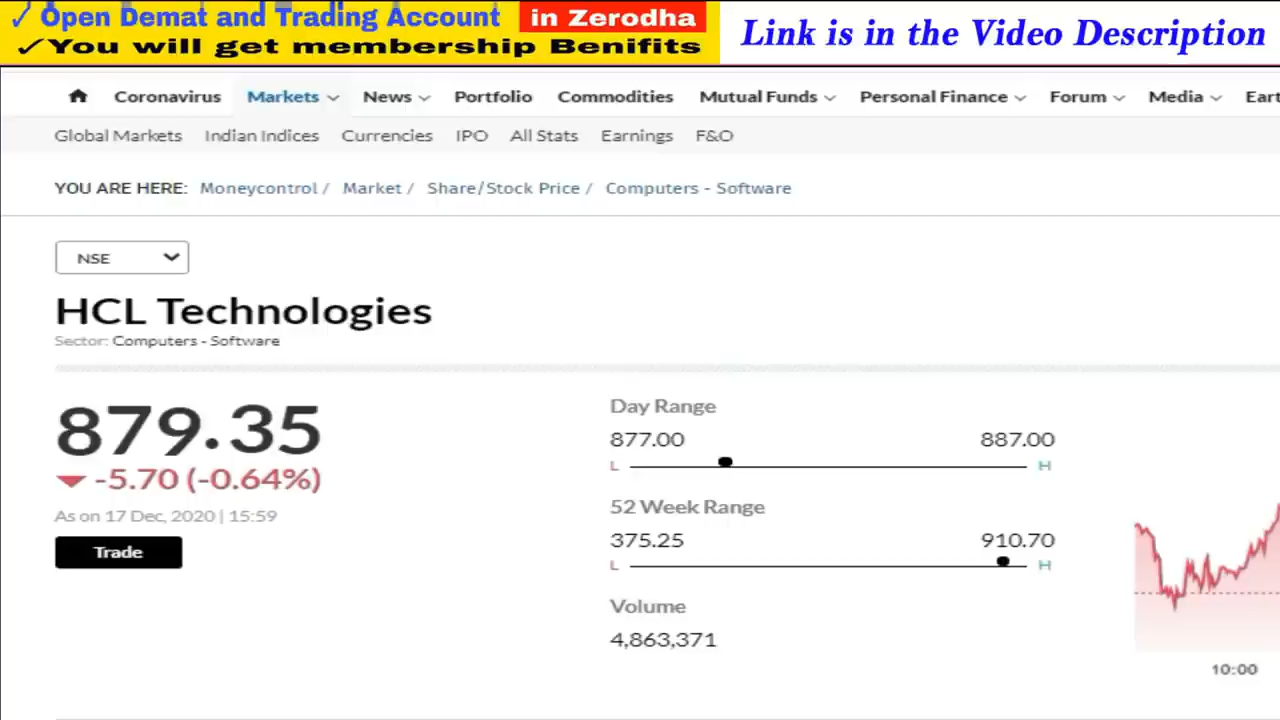 ✓ Open Demat and Trading Account in Zerodha
✓You will get membership Benifits
Link is in the Video Description
Coronavirus Markets News Portfolio Commodities Mutual Funds Personal Finance Forum Media Eart
Global Markets Indian Indices Currencies IPO All Stats Earnings F&O
YOU ARE HERE: Moneycontrol / Market / Share/Stock Price / Computers - Software
NSE
HCL Technologies
Sector: Computers - Software
879.35
-5.70 (-0.64%)
As on 17 Dec, 2020 | 15:59
Trade
Day Range
877.00 887.00
L H
52 Week Range
375.25 910.70
L H
Volume
4,863,371
10:00